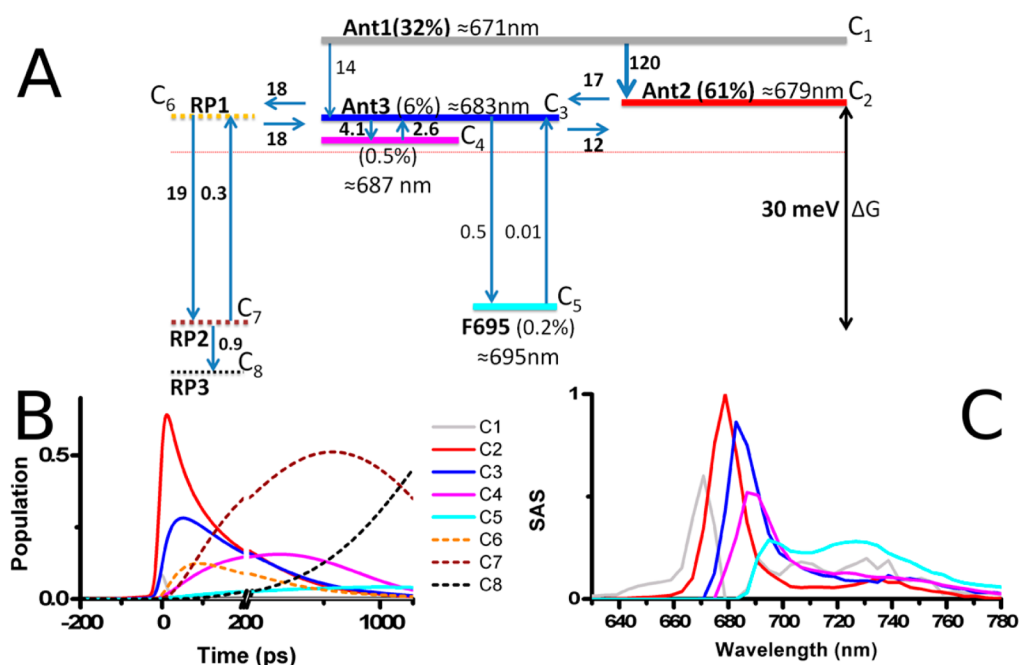 A
Ant1(32%) ≈671nm
C1
14
120
18
17
C6
RP1
Ant3 (6%) ≈683nm
C3
Ant2 (61%) ≈679nm
C2
18
4.1
2.6
C4
12
(0.5%)
≈687 nm
19
0.3
0.5
0.01
30 meV
ΔG
C7
C5
RP2
0.9
F695 (0.2%)
C8
≈695nm
RP3
B
0.5
0.0
Population
-200
0
200
1000
Time (ps)
C1
C2
C3
C4
C5
C6
C7
C8
C
1
0
SAS
640
660
680
700
720
740
760
780
Wavelength (nm)